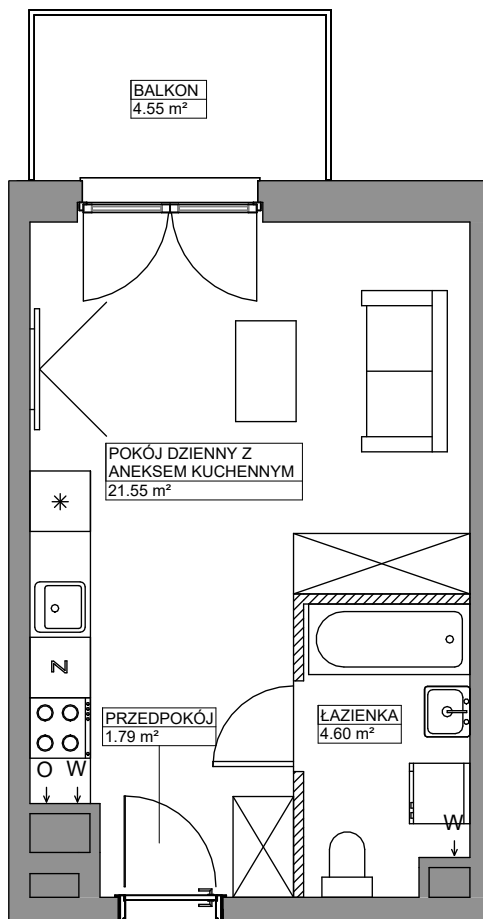 BALKON
4.55 m²
POKÓJ DZIENNY Z
ANEKSEM KUCHENNYM
21.55 m²
Z
PRZEDPOKÓJ
1.79 m²
ŁAZIENKA
4.60 m²
O W
W